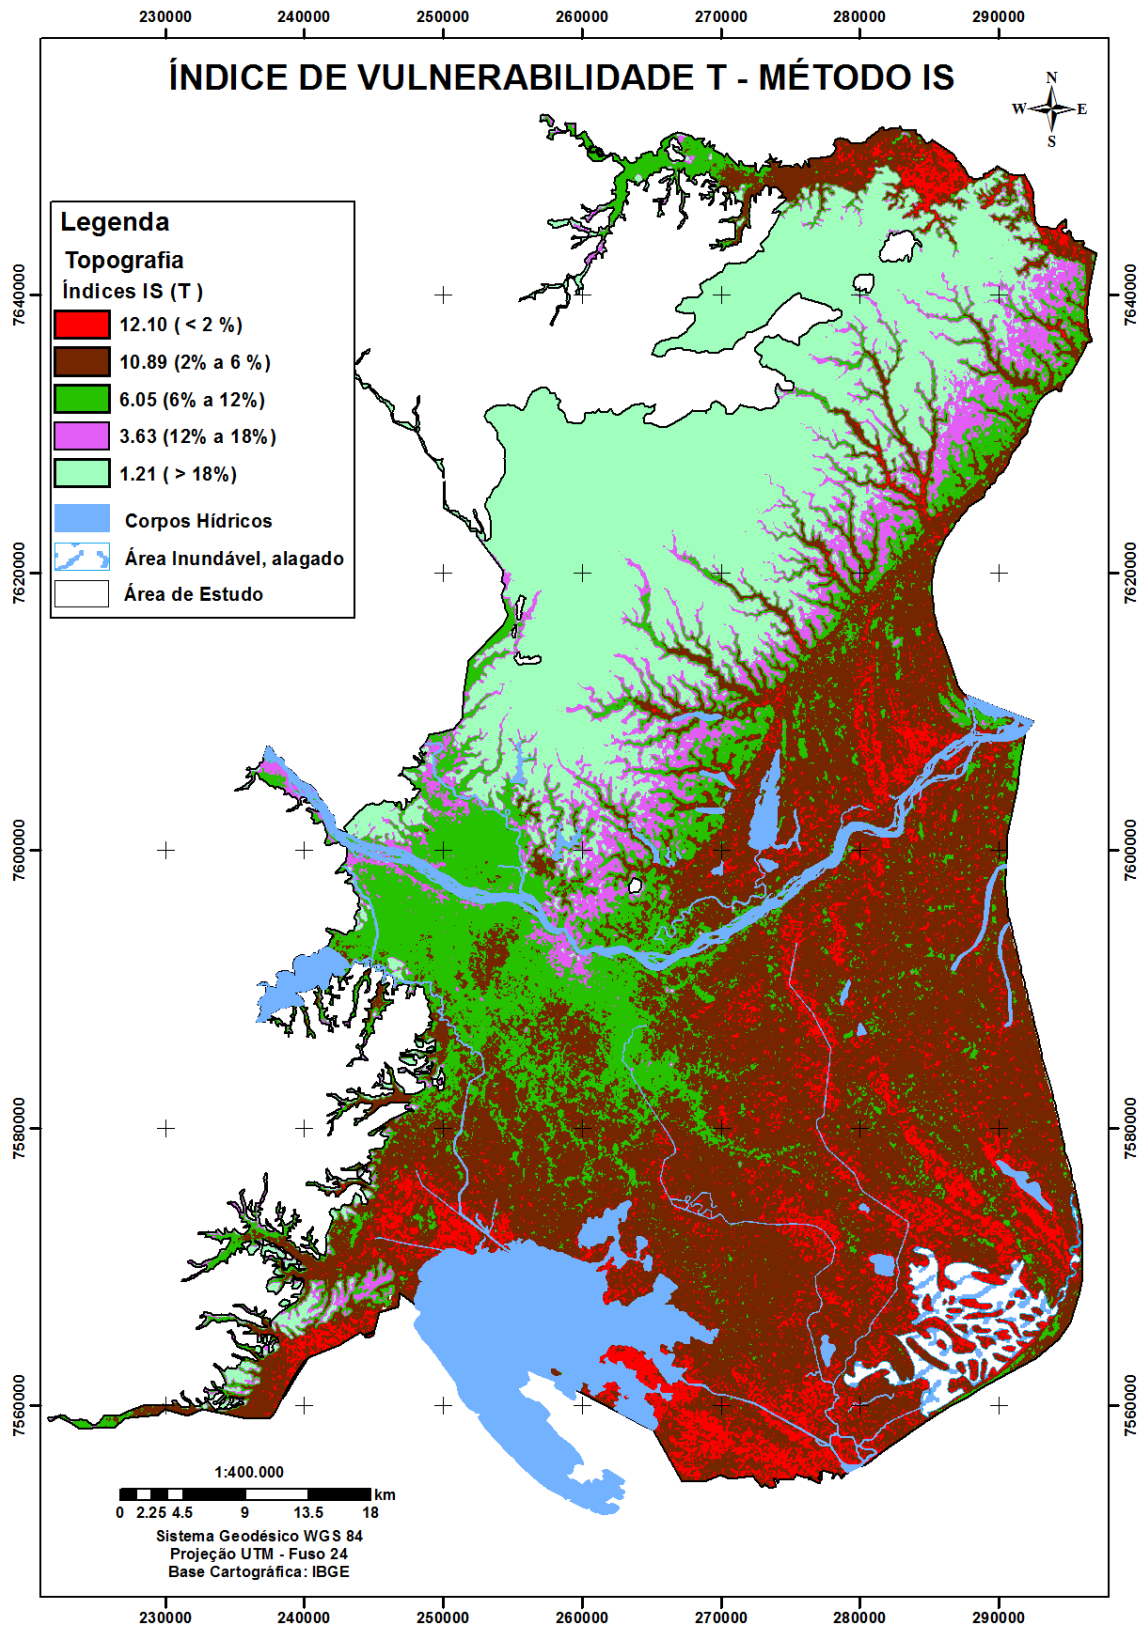 230000 240000 250000 260000 270000 280000 290000
ÍNDICE DE VULNERABILIDADE T - MÉTODO IS
N
W E
S
Legenda
Topografia
Índices IS (T )
12.10 ( < 2 %)
10.89 (2% a 6 %)
6.05 (6% a 12%)
3.63 (12% a 18%)
1.21 ( > 18%)
Corpos Hídricos
Área Inundável, alagado
Área de Estudo
7640000 7640000
7620000 7620000
7600000 7600000
7580000 7580000
7560000 7560000
1:400.000
km
0 2.25 4.5 9 13.5 18
Sistema Geodésico WGS 84
Projeção UTM - Fuso 24
Base Cartográfica: IBGE
230000 240000 250000 260000 270000 280000 290000